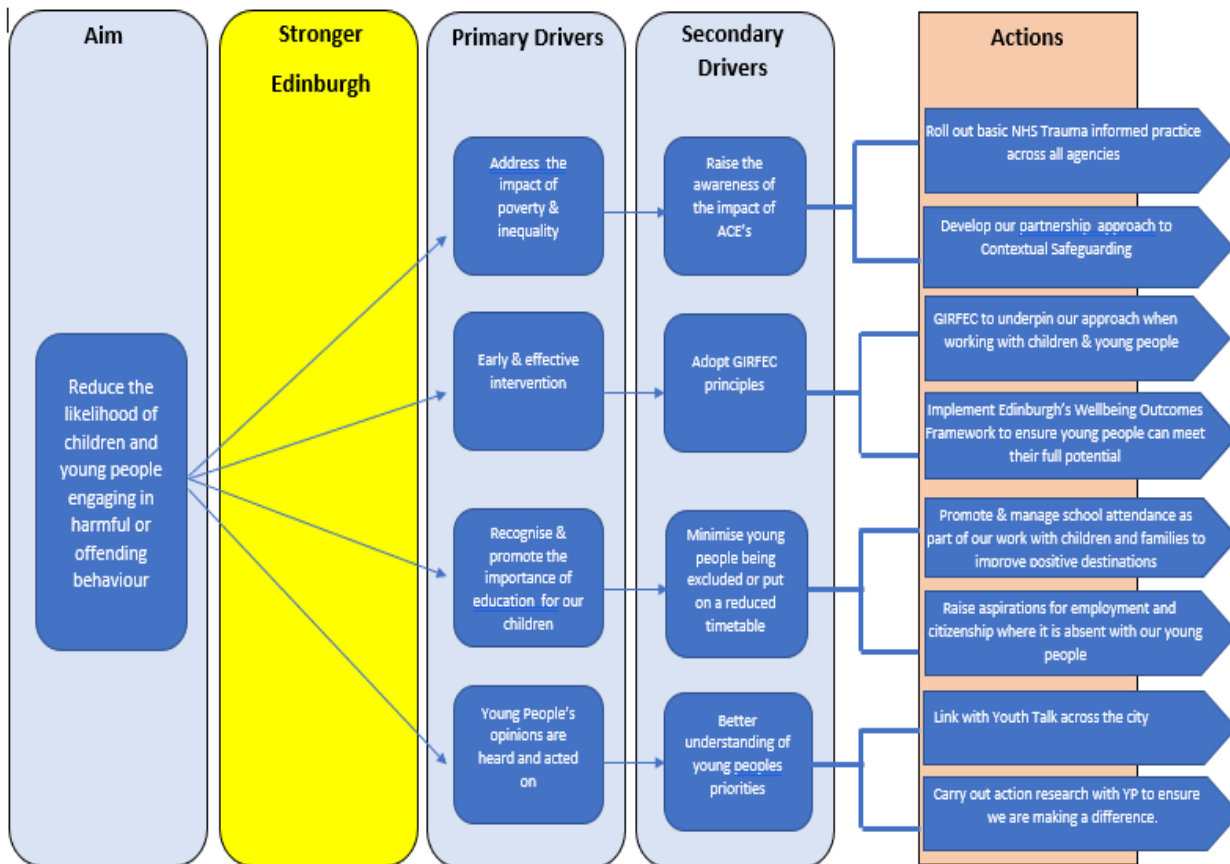 Aim
Stronger
Edinburgh
Primary Drivers
Secondary
Drivers
Actions
Reduce the
likelihood of
children and
young people
engaging in
harmful or
offending
behaviour
Address the
impact of
poverty &
inequality
Raise the
awareness of
the impact of
ACE's
Roll out basic NHS Trauma informed practice
across all agencies
Develop our partnership approach to
Contextual Safeguarding
Early & effective
intervention
Adopt GIRFEC
principles
GIRFEC to underpin our approach when
working with children & young people
Implement Edinburgh's Wellbeing Outcomes
Framework to ensure young people can meet
their full potential
Recognise &
promote the
importance of
education for our
children
Minimise young
people being
excluded or put
on a reduced
timetable
Promote & manage school attendance as
part of our work with children and families to
improve positive destinations
Raise aspirations for employment and
citizenship where it is absent with our young
people
Young People's
opinions are
heard and acted
on
Better
understanding of
young peoples
priorities
Link with Youth Talk across the city
Carry out action research with YP to ensure
we are making a difference.